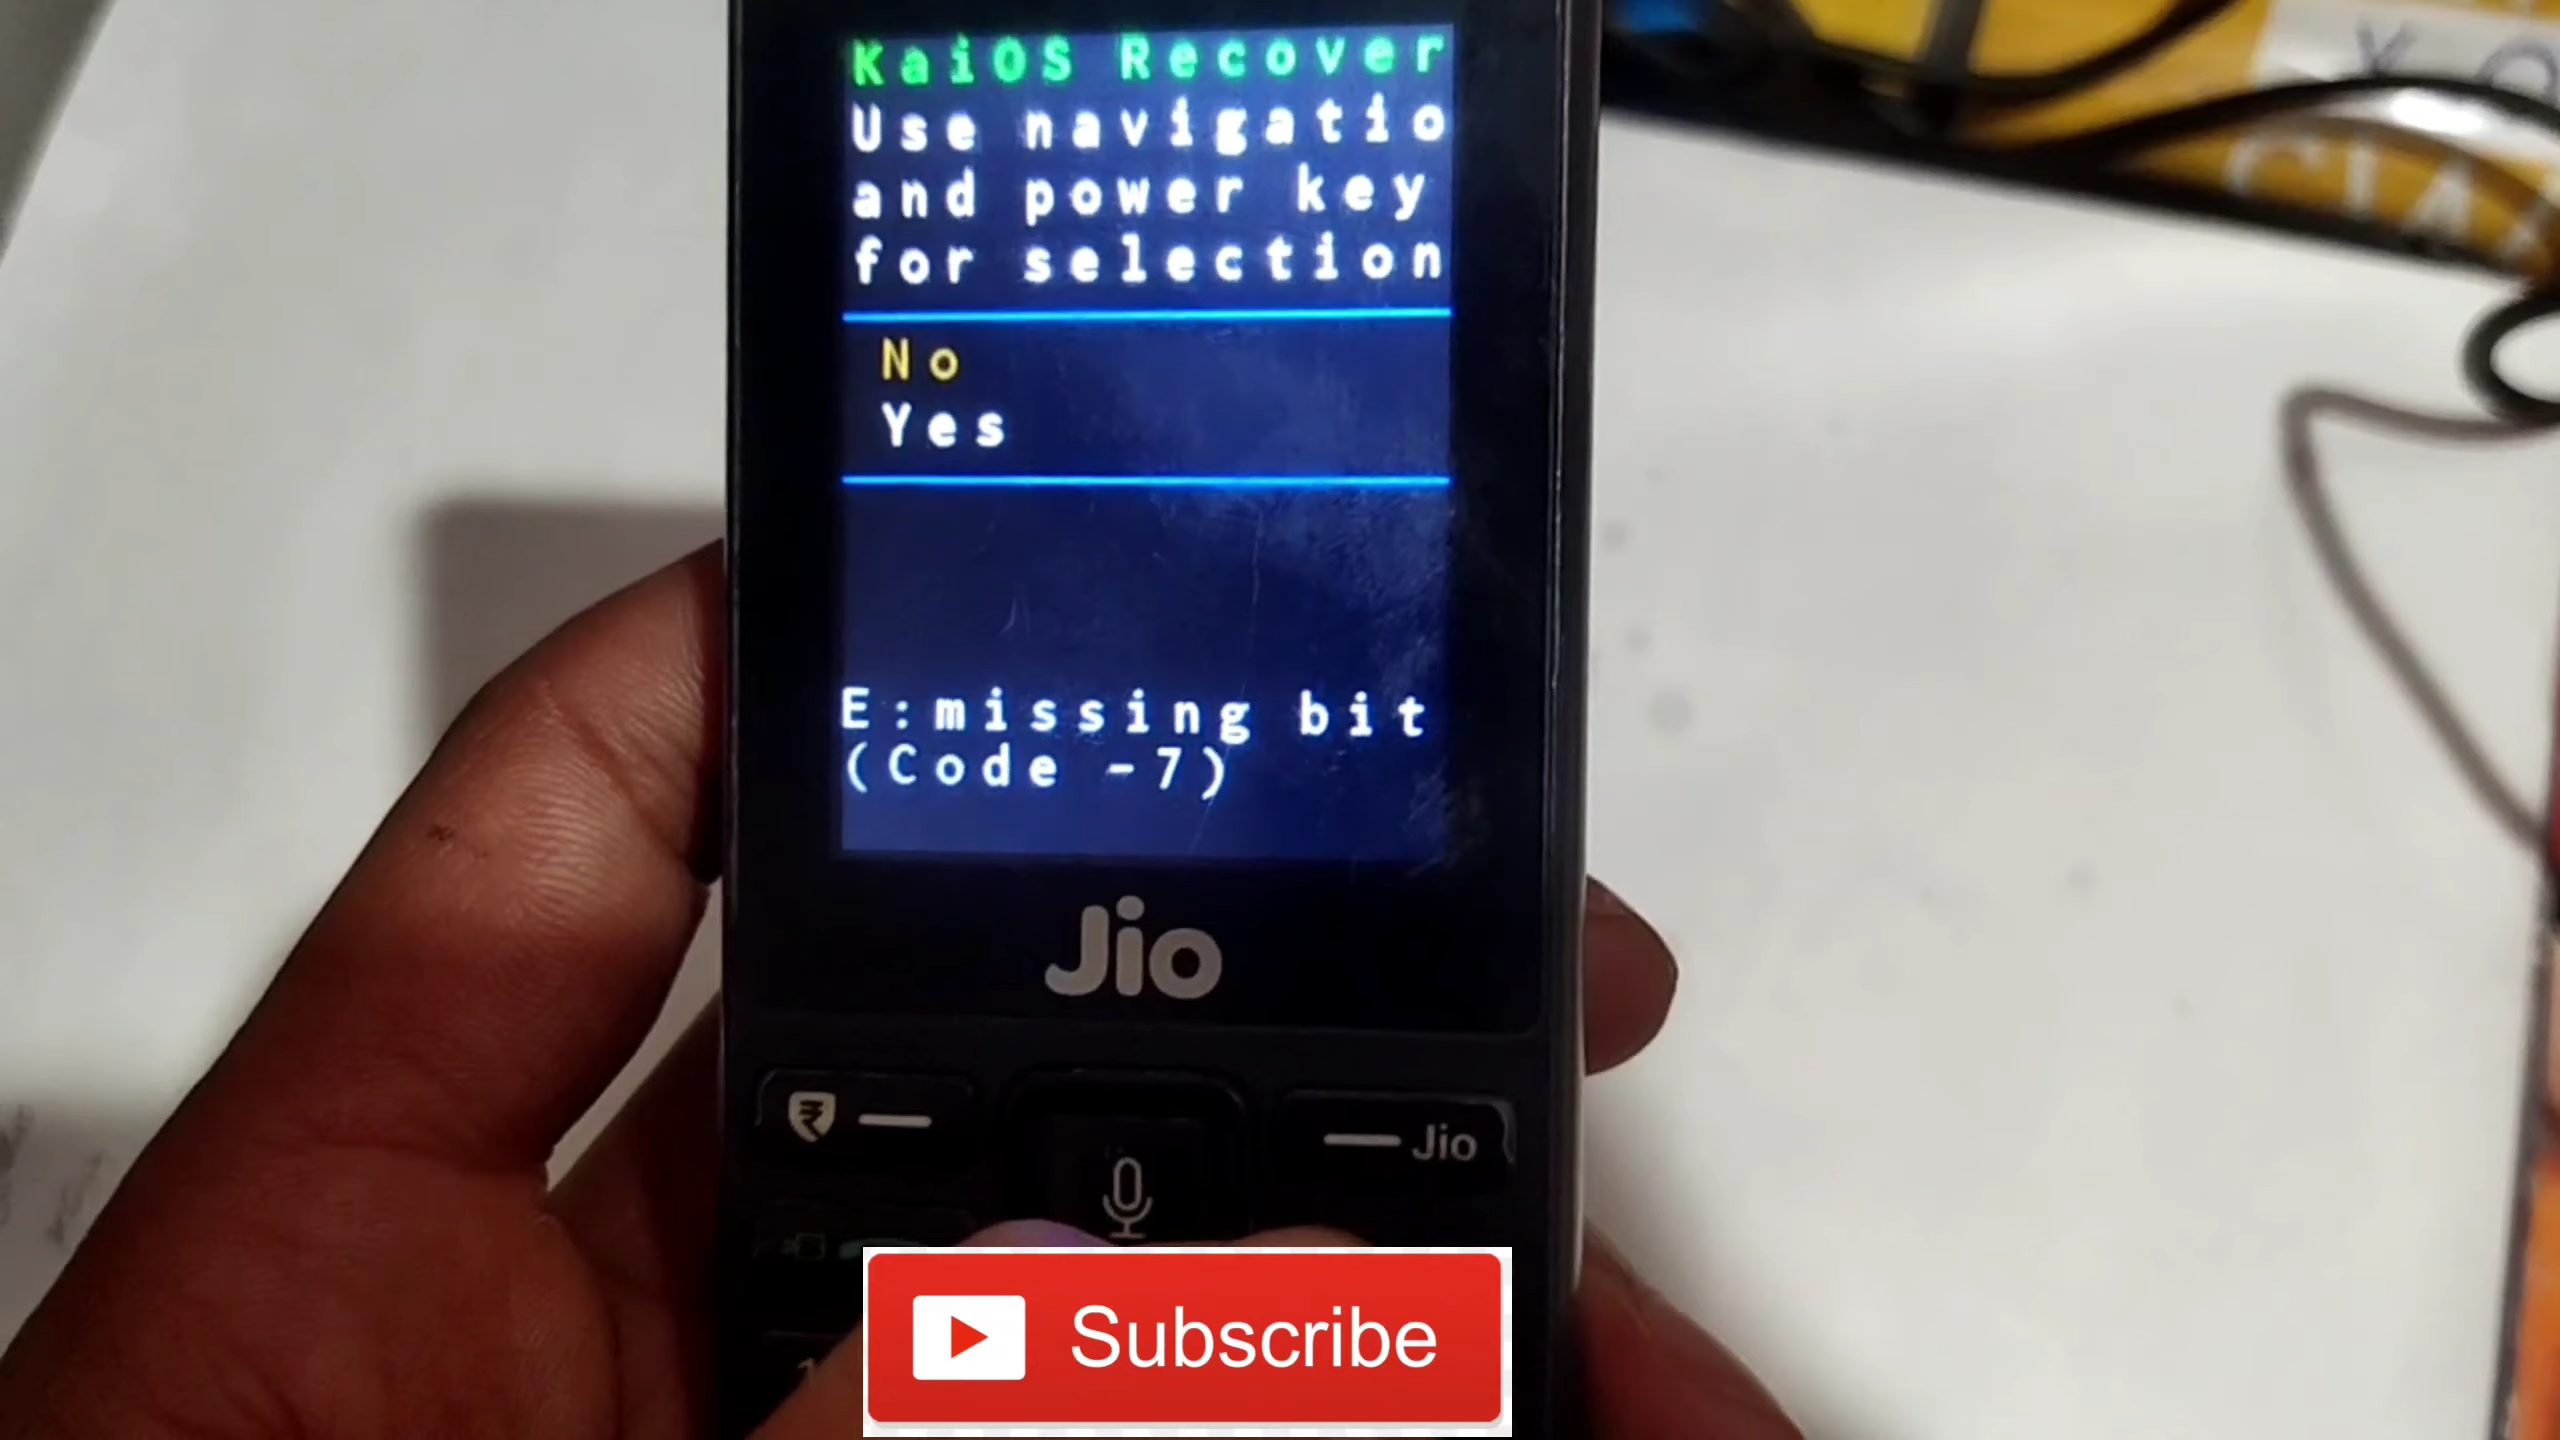 KaiOS Recover
Use navigatio
and power key
for selection
No
Yes
E:missing bit
(Code -7)
Jio
Jio
Subscribe